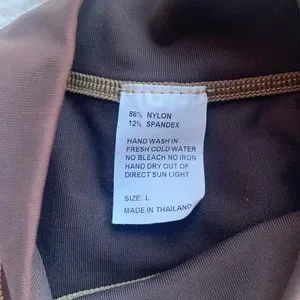 88% NYLON
12% SPANDEX
HAND WASH IN
FRESH COLD WATER
NO BLEACH NO IRON
HAND DRY OUT OF
DIRECT SUN LIGHT
SIZE: L
MADE IN THAILAND